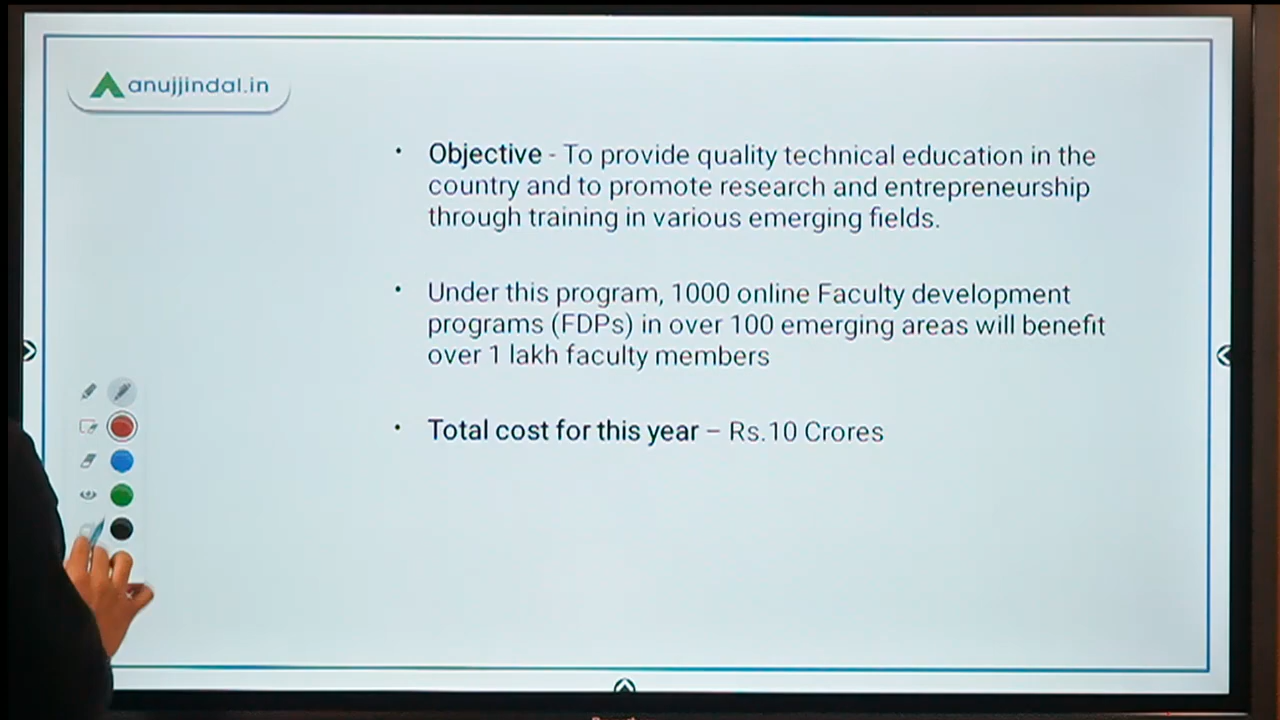 anujjindal.in
• Objective - To provide quality technical education in the
country and to promote research and entrepreneurship
through training in various emerging fields.
• Under this program, 1000 online Faculty development
programs (FDPs) in over 100 emerging areas will benefit
over 1 lakh faculty members
• Total cost for this year – Rs.10 Crores